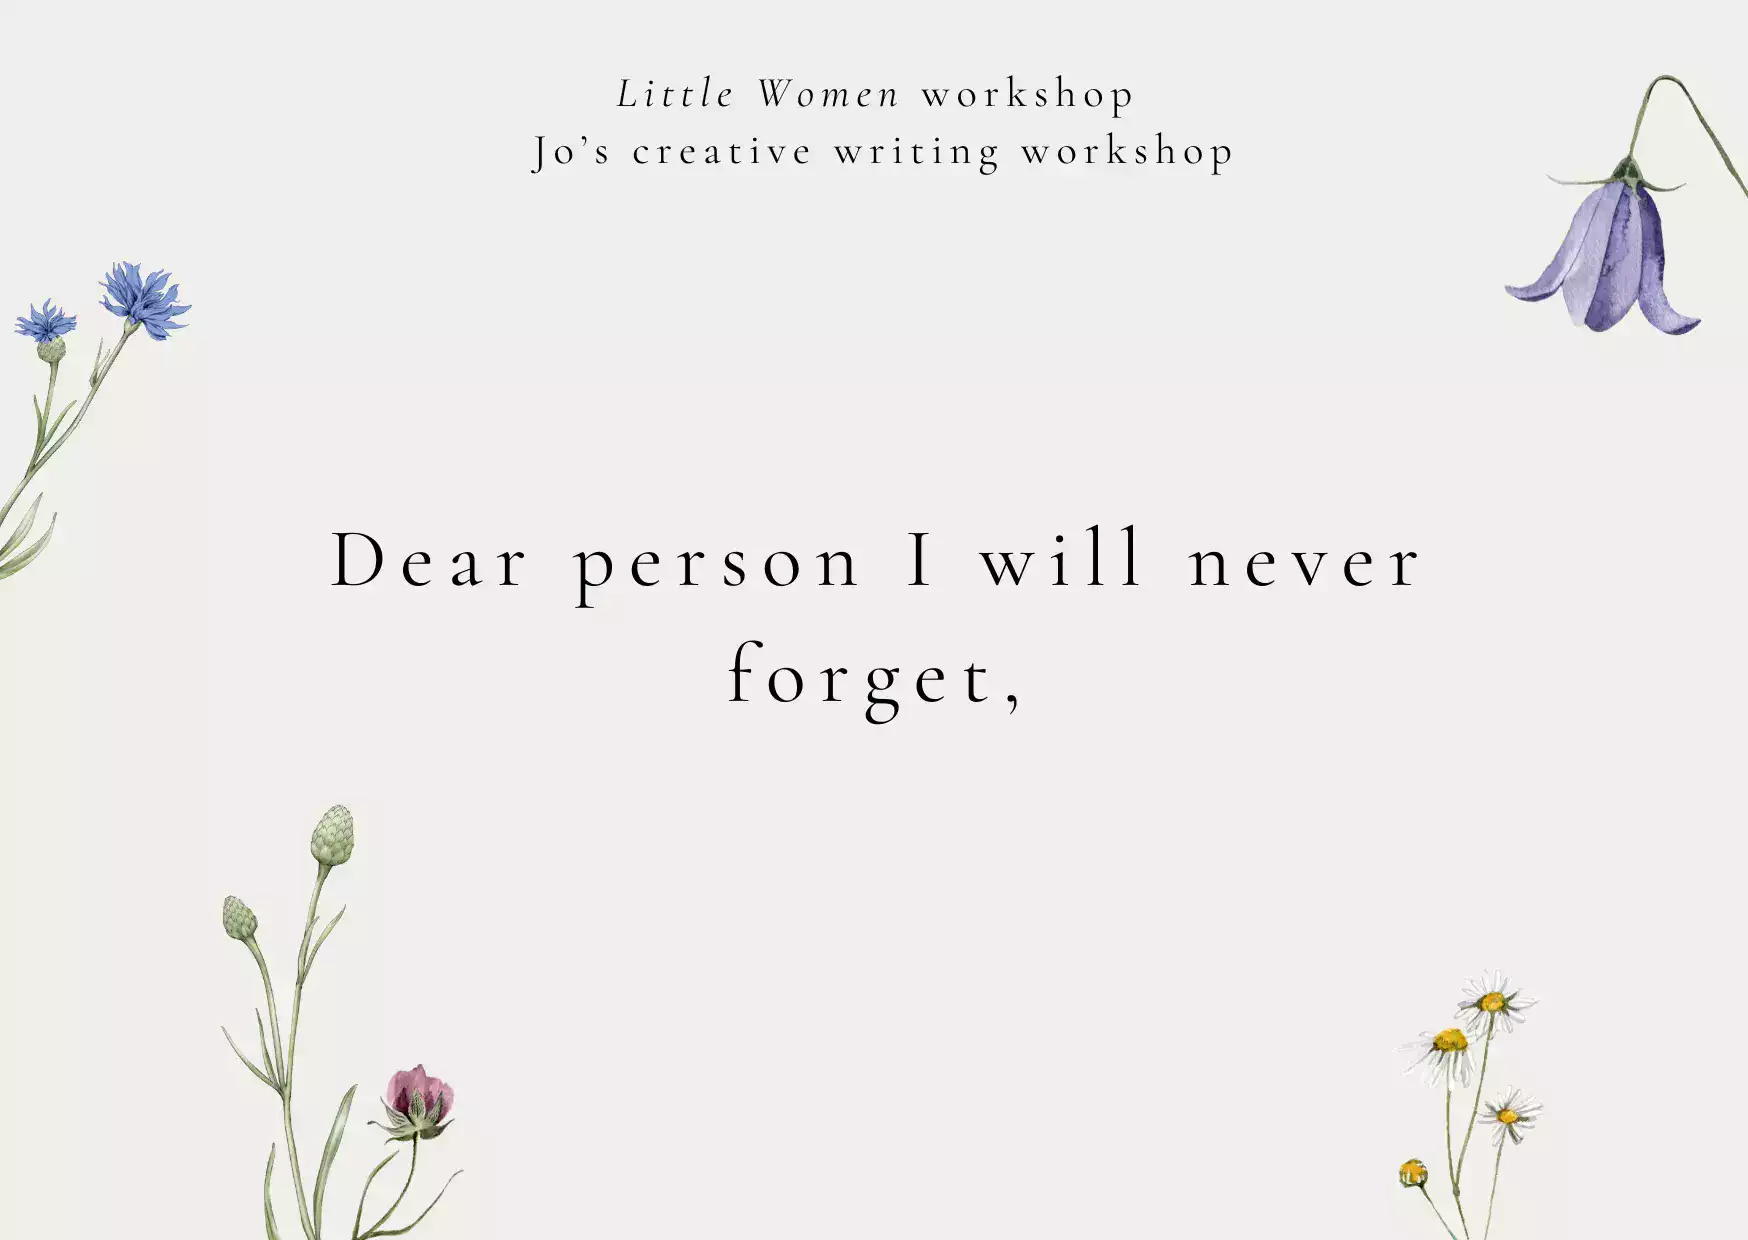 Little Women workshop
Jo’s creative writing workshop
Dear person I will never
forget,